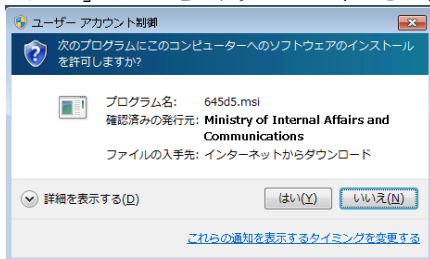 ユーザー アカウント制御
次のプログラムにこのコンピューターへのソフトウェアのインストール
を許可しますか?
プログラム名: 645d5.msi
確認済みの発行元: Ministry of Internal Affairs and
Communications
ファイルの入手先: インターネットからダウンロード
詳細を表示する(D)
はい(Y)
いいえ(N)
これらの通知を表示するタイミングを変更する